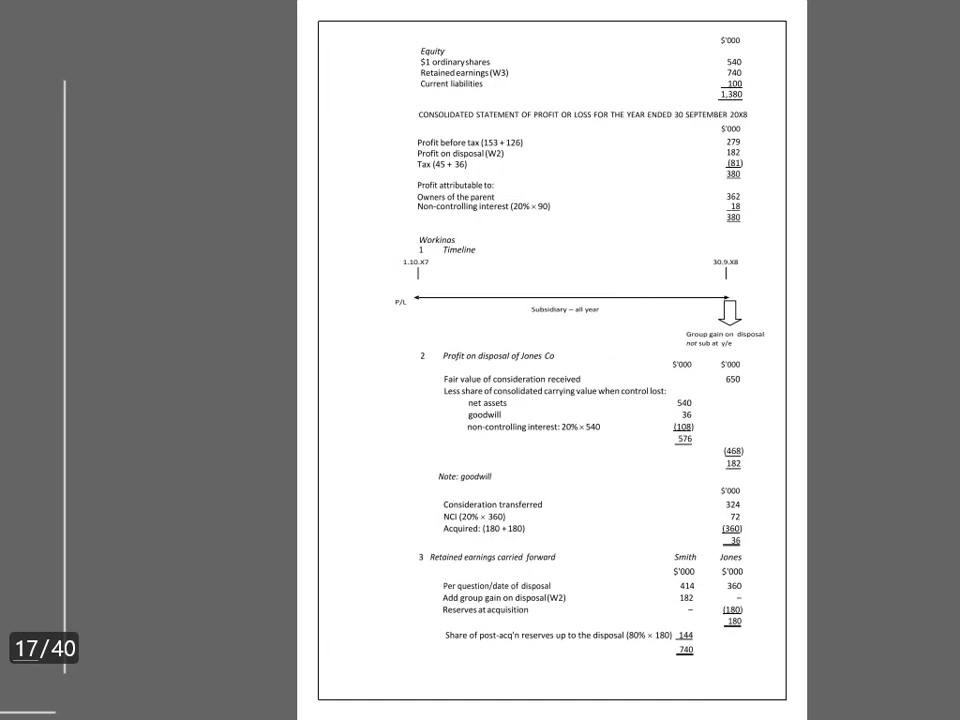 $'000
Equity
$1 ordinaryshares 540
Retained earnings (W3) 740
Current liabilities 100
1,380
CONSOLIDATED STATEMENT OF PROFIT OR LOSS FOR THE YEAR ENDED 30 SEPTEMBER 20X8
$'000
Profit before tax (153 + 126) 279
Profit on disposal (W2) 182
Tax (45 + 36) (81)
380
Profit attributable to:
Owners of the parent 362
Non-controlling interest (20% × 90) 18
380
Workings
1 Timeline
1.10.X7 30.9.X8
P/L
Subsidiary – all year
Group gain on disposal
not sub at y/e
2 Profit on disposal of Jones Co
$'000 $'000
Fair value of consideration received 650
Less share of consolidated carrying value when control lost:
net assets 540
goodwill 36
non-controlling interest: 20% × 540 (108)
576
(468)
182
Note: goodwill
$'000
Consideration transferred 324
NCI (20% × 360) 72
Acquired: (180 + 180) (360)
36
3 Retained earnings carried forward Smith Jones
$'000 $'000
Per question/date of disposal 414 360
Add group gain on disposal (W2) 182 –
Reserves at acquisition – (180)
180
Share of post-acq'n reserves up to the disposal (80% × 180) 144
740
17/40